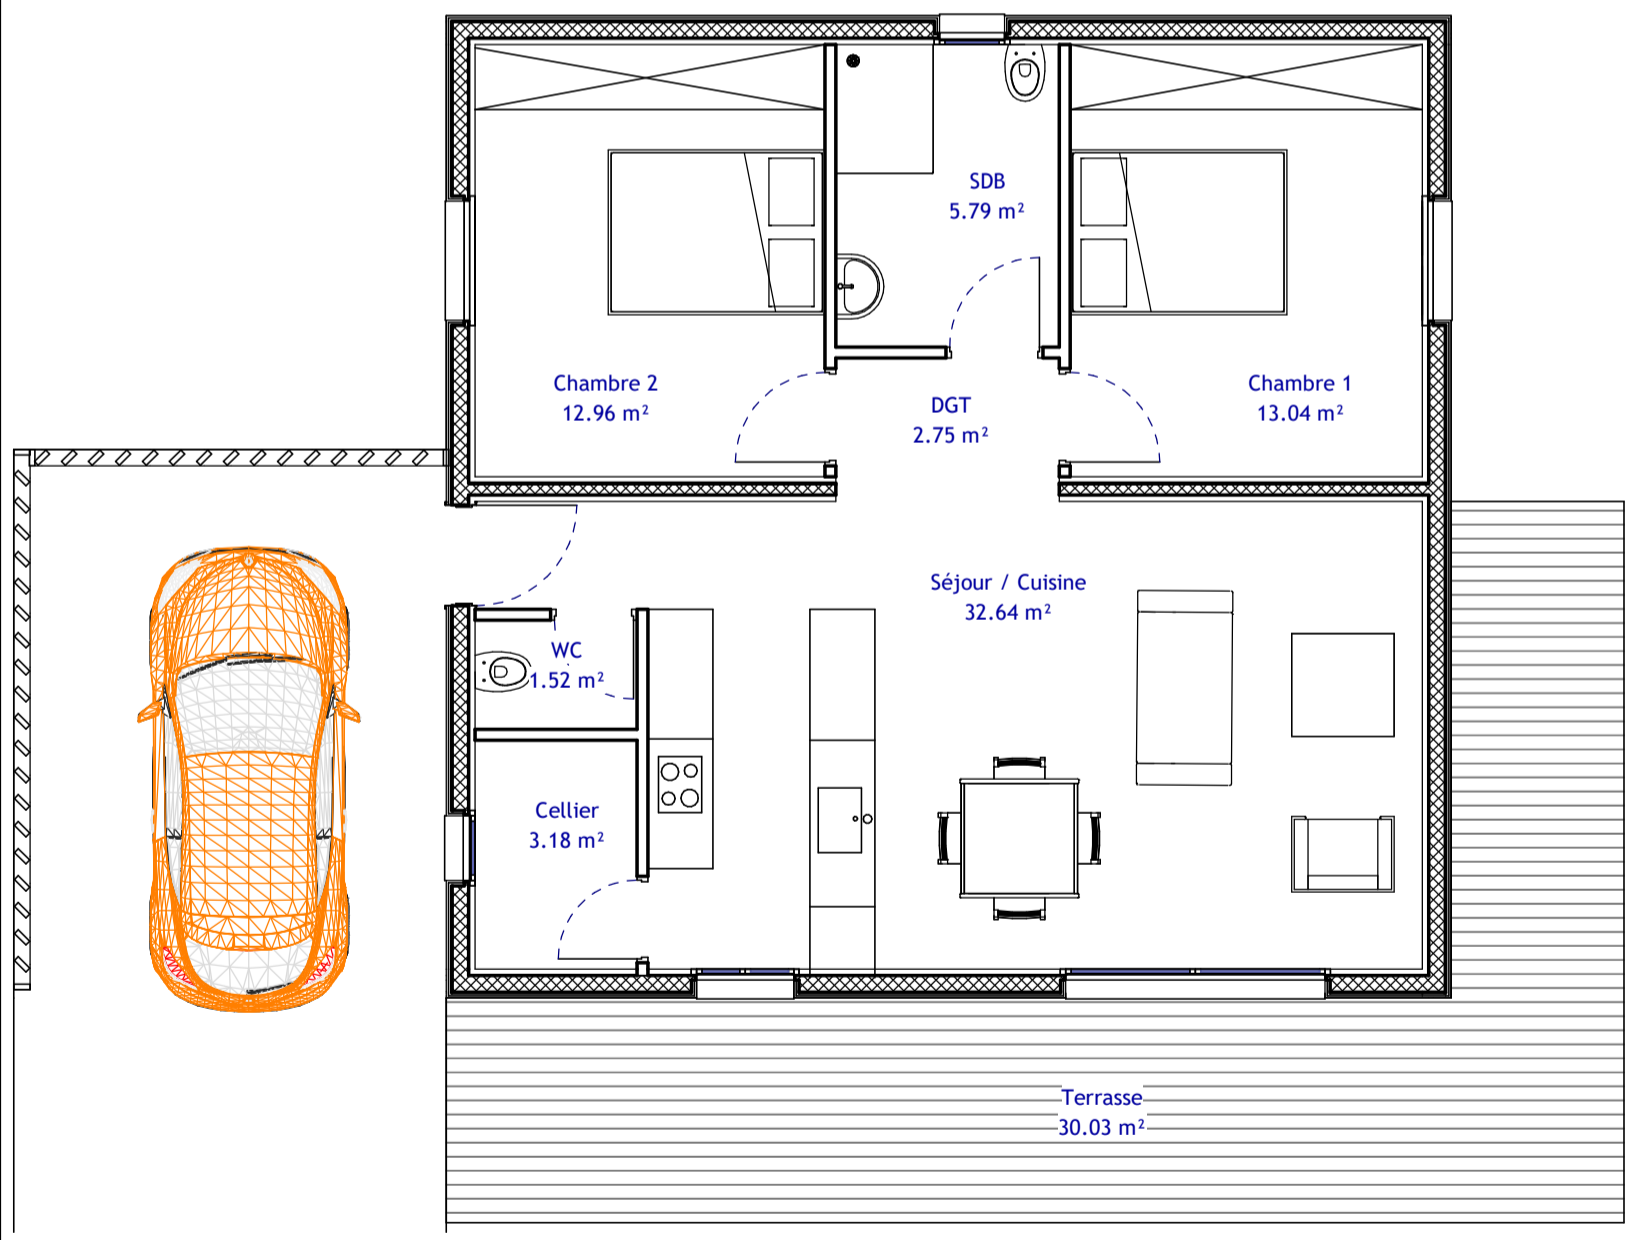 SDB
5.79 m²
Chambre 2
12.96 m²
DGT
2.75 m²
Chambre 1
13.04 m²
Séjour / Cuisine
32.64 m²
WC
1.52 m²
Cellier
3.18 m²
Terrasse
30.03 m²